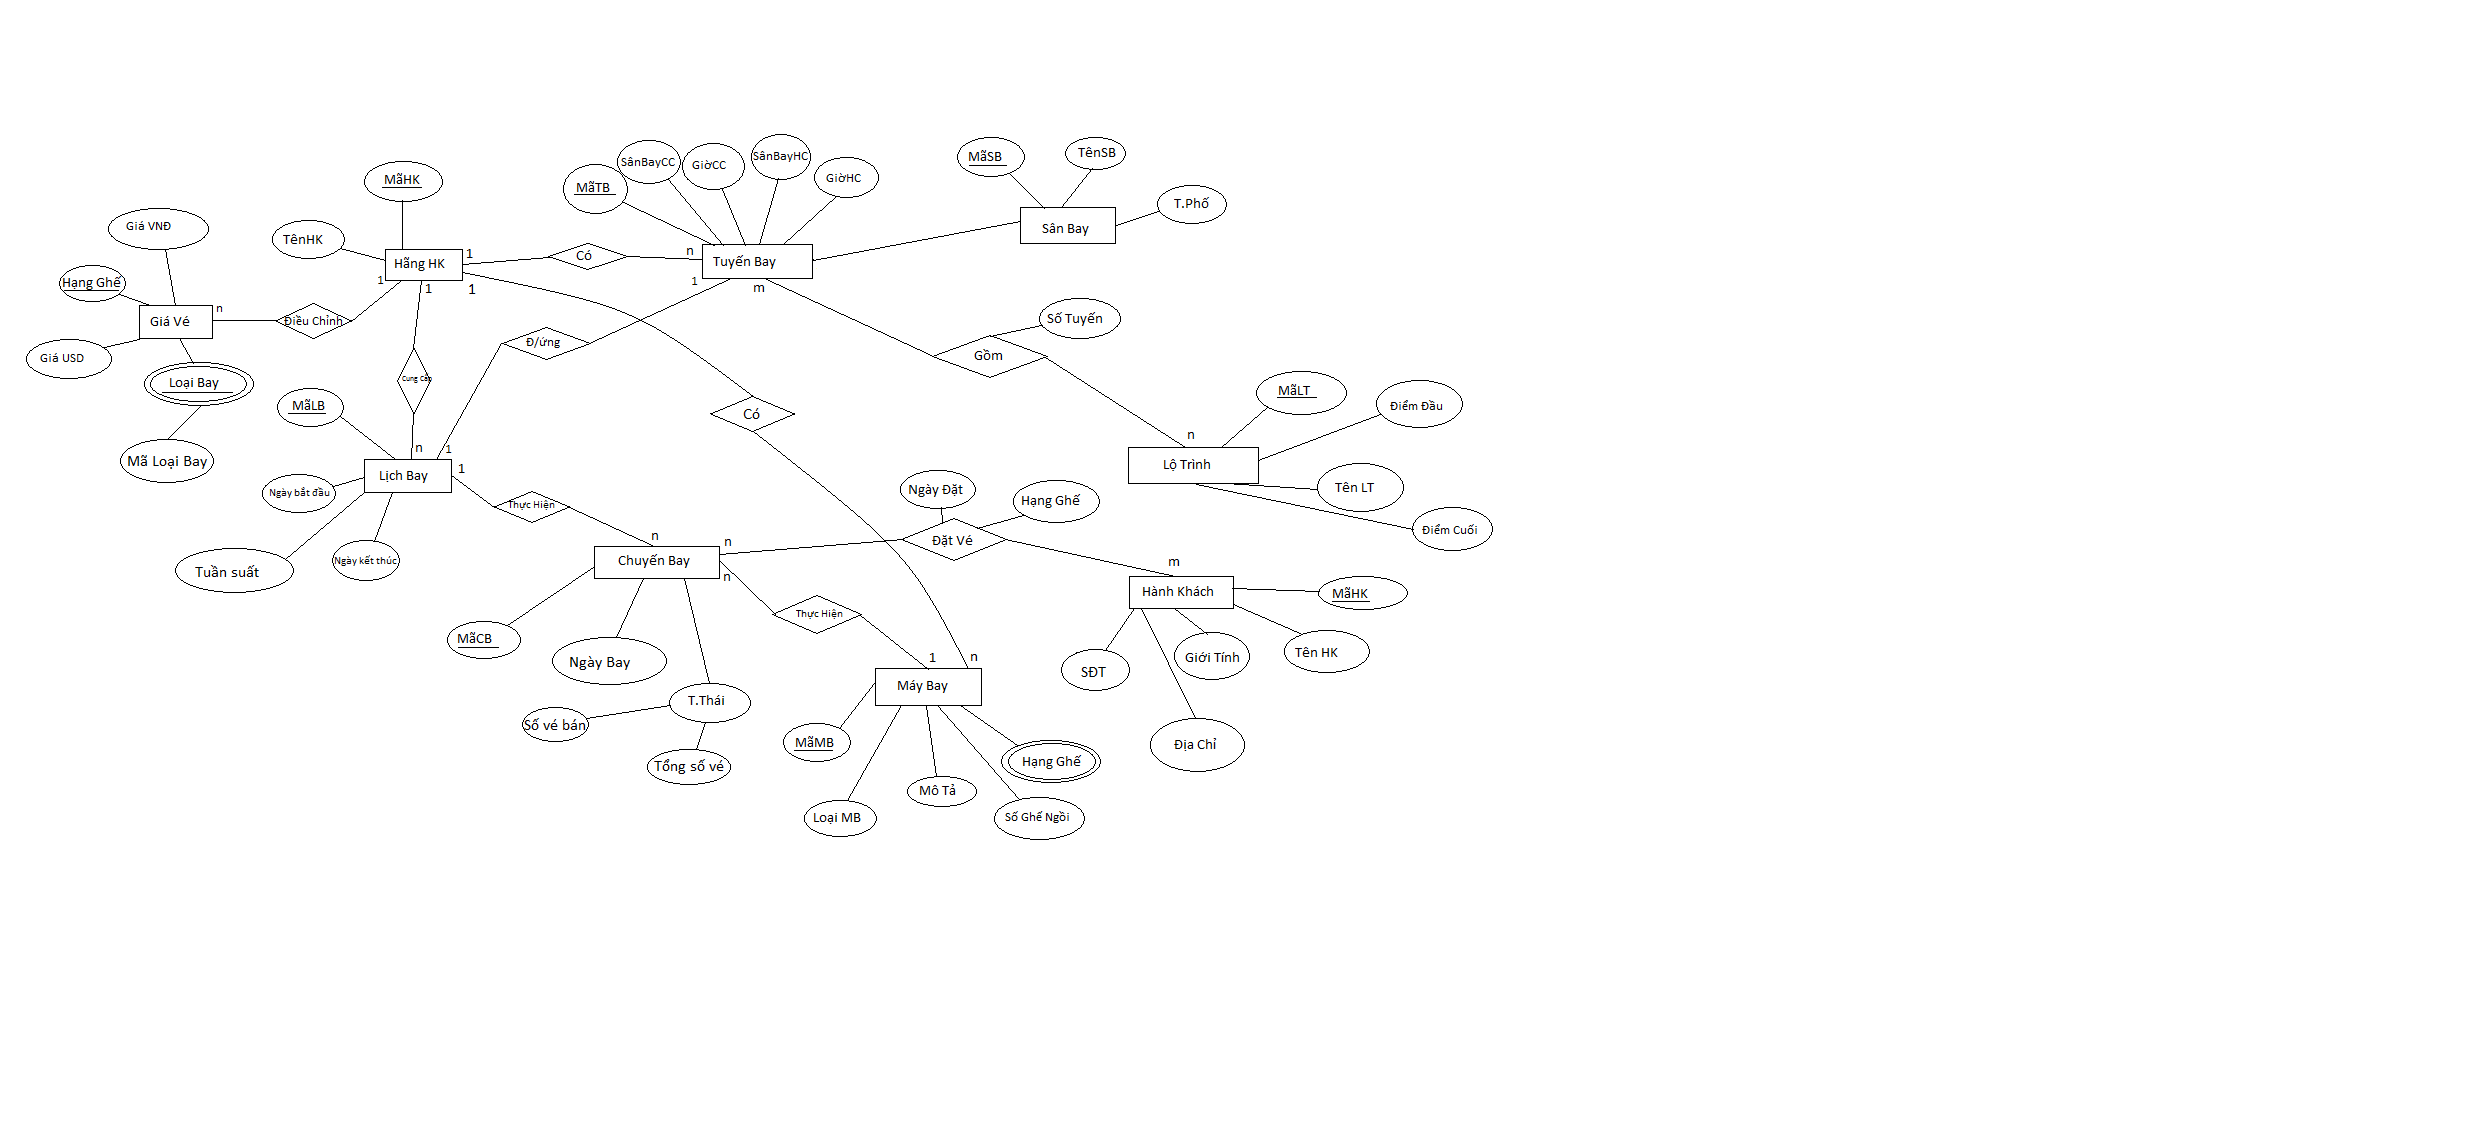 MãSB
TênSB
SânBayCC
GiờCC
SânBayHC
GiờHC
MãTB
MãHK
T.Phố
Giá VNĐ
TênHK
Sân Bay
Hãng HK
1
Có
n
Tuyến Bay
Hạng Ghế
1
1
1
1
m
Giá Vé
n
Điều Chỉnh
Số Tuyến
Đ/ứng
Gồm
Giá USD
Cung Cấp
Loại Bay
MãLT
Điểm Đầu
MãLB
Có
n
1
n
Mã Loại Bay
Lịch Bay
1
Lộ Trình
Tên LT
Ngày bắt đầu
Thực Hiện
Ngày Đặt
Hạng Ghế
Điểm Cuối
n
n
Đặt Vé
Tuần suất
Ngày kết thúc
Chuyến Bay
n
m
Hành Khách
MãHK
Thực Hiện
MãCB
Ngày Bay
1
n
SĐT
Giới Tính
Tên HK
Máy Bay
T.Thái
Số vé bán
Tổng số vé
MãMB
Hạng Ghế
Địa Chỉ
Mô Tả
Loại MB
Số Ghế Ngồi